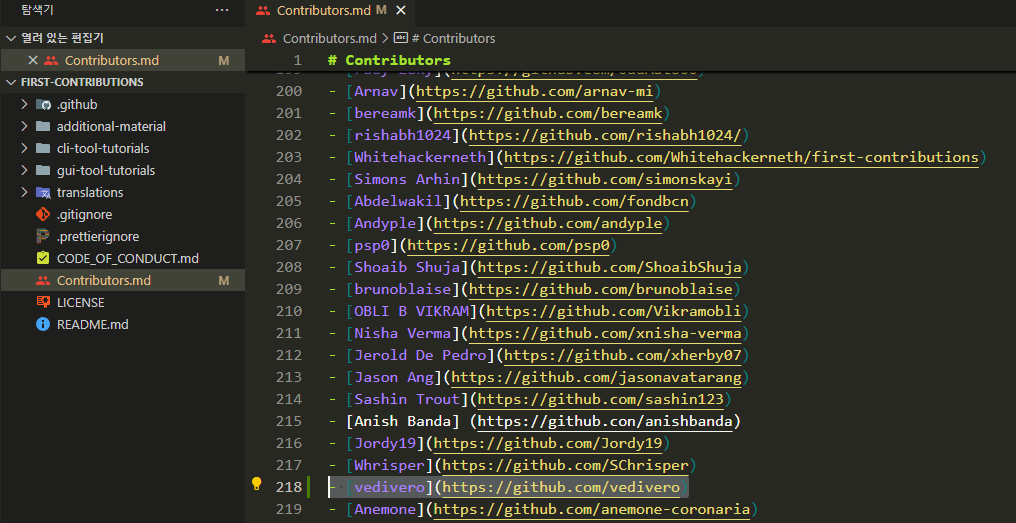 탐색기
Contributors.md M
열려 있는 편집기
Contributors.md M
FIRST-CONTRIBUTIONS
.github
additional-material
cli-tool-tutorials
gui-tool-tutorials
translations
.gitignore
.prettierignore
CODE_OF_CONDUCT.md
Contributors.md M
LICENSE
README.md
Contributors.md > # Contributors
1 # Contributors
200 - [Arnav](https://github.com/arnav-mi)
201 - [bereamk](https://github.com/bereamk)
202 - [rishabh1024](https://github.com/rishabh1024/)
203 - [Whitehackerneth](https://github.com/Whitehackerneth/first-contributions)
204 - [Simons Arhin](https://github.com/simonskayi)
205 - [Abdelwakil](https://github.com/fondbcn)
206 - [Andyple](https://github.com/andyple)
207 - [psp0](https://github.com/psp0)
208 - [Shoaib Shuja](https://github.com/ShoaibShuja)
209 - [brunoblaise](https://github.com/brunoblaise)
210 - [OBLI B VIKRAM](https://github.com/Vikramobli)
211 - [Nisha Verma](https://github.com/xnisha-verma)
212 - [Jerold De Pedro](https://github.com/xherby07)
213 - [Jason Ang](https://github.com/jasonavatarang)
214 - [Sashin Trout](https://github.com/sashin123)
215 - [Anish Banda] (https://github.con/anishbanda)
216 - [Jordy19](https://github.com/Jordy19)
217 - [Whrisper](https://github.com/SChrisper)
218 - [vedivero](https://github.com/vedivero)
219 - [Anemone](https://github.com/anemone-coronaria)